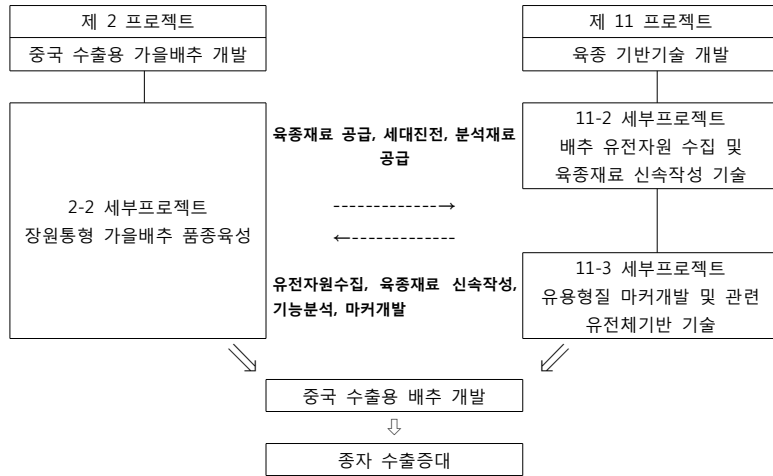 제 2 프로젝트
중국 수출용 가을배추 개발
제 11 프로젝트
육종 기반기술 개발
2-2 세부프로젝트
장원통형 가을배추 품종육성
육종재료 공급, 세대진전, 분석재료
공급
유전자원수집, 육종재료 신속작성,
기능분석, 마커개발
11-2 세부프로젝트
배추 유전자원 수집 및
육종재료 신속작성 기술
11-3 세부프로젝트
유용형질 마커개발 및 관련
유전체기반 기술
중국 수출용 배추 개발
종자 수출증대